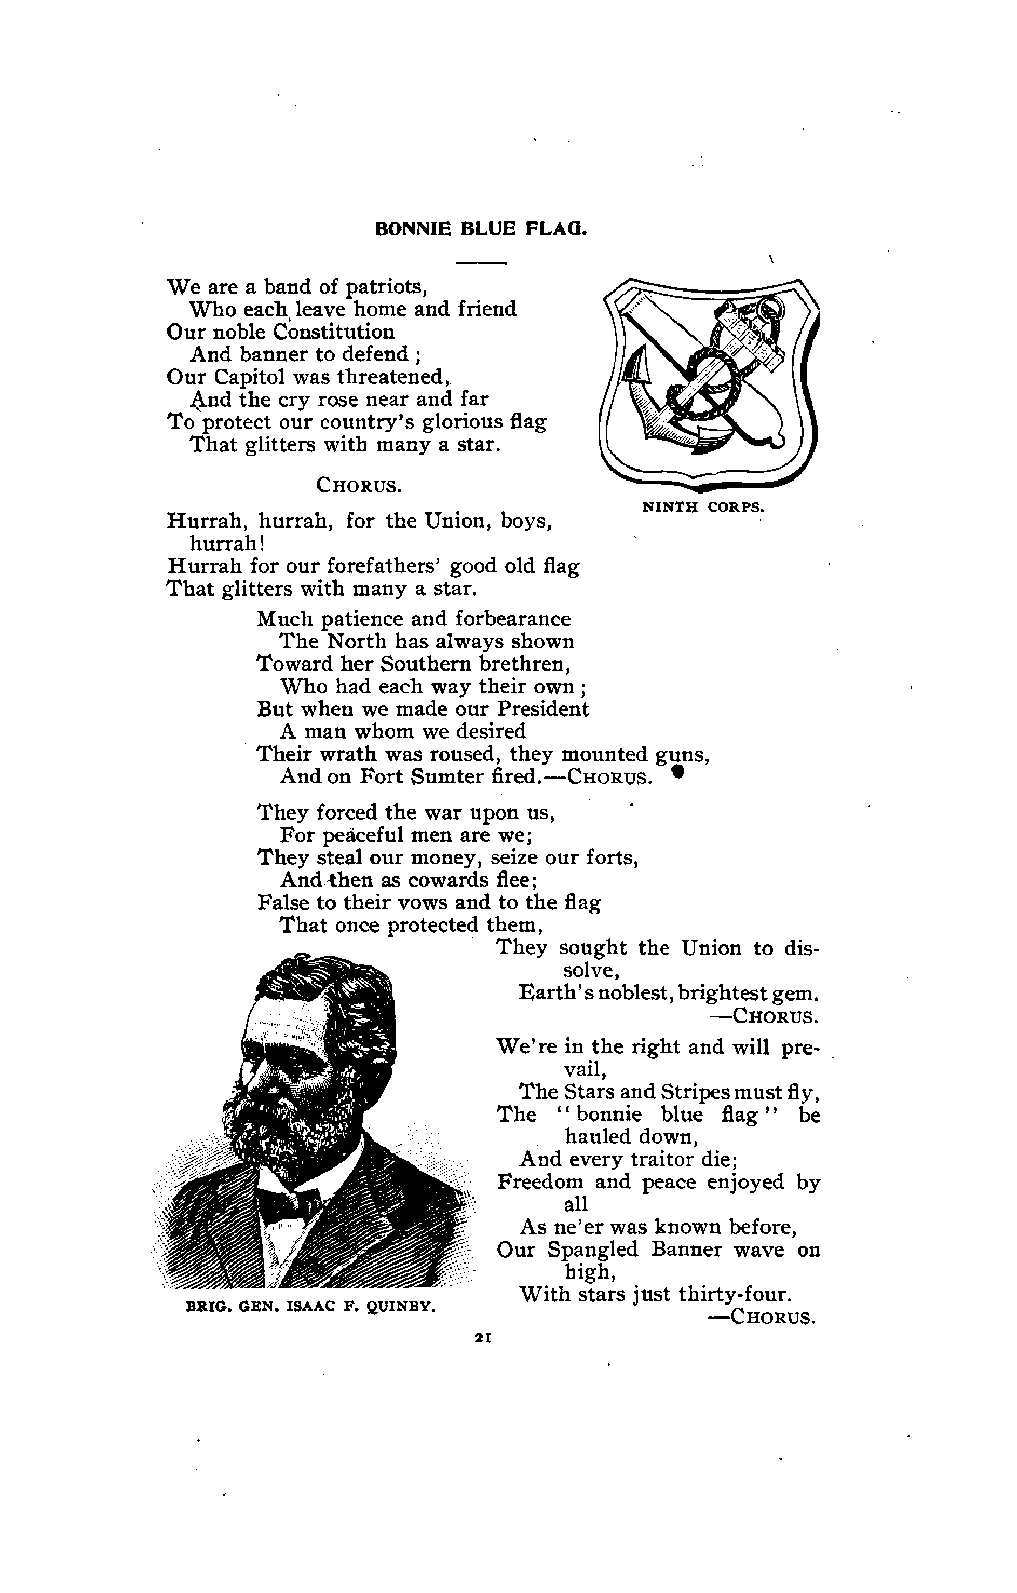 BONNIE BLUE FLAG.
We are a band of patriots,
Who each leave home and friend
Our noble Constitution
And banner to defend ;
Our Capitol was threatened,
And the cry rose near and far
To protect our country's glorious flag
That glitters with many a star.
CHORUS.
NINTH CORPS.
Hurrah, hurrah, for the Union, boys,
hurrah!
Hurrah for our forefathers' good old flag
That glitters with many a star.
Much patience and forbearance
The North has always shown
Toward her Southern brethren,
Who had each way their own ;
But when we made our President
A man whom we desired
Their wrath was roused, they mounted guns,
And on Fort Sumter fired.—CHORUS.
They forced the war upon us,
For peaceful men are we;
They steal our money, seize our forts,
And then as cowards flee;
False to their vows and to the flag
That once protected them,
They sought the Union to dis-
solve,
Earth's noblest, brightest gem.
—CHORUS.
We're in the right and will pre-
vail,
The Stars and Stripes must fly,
The "bonnie blue flag" be
hauled down,
And every traitor die;
Freedom and peace enjoyed by
all
As ne'er was known before,
Our Spangled Banner wave on
high,
With stars just thirty-four.
—CHORUS.
BRIG. GEN. ISAAC F. QUINBY.
21